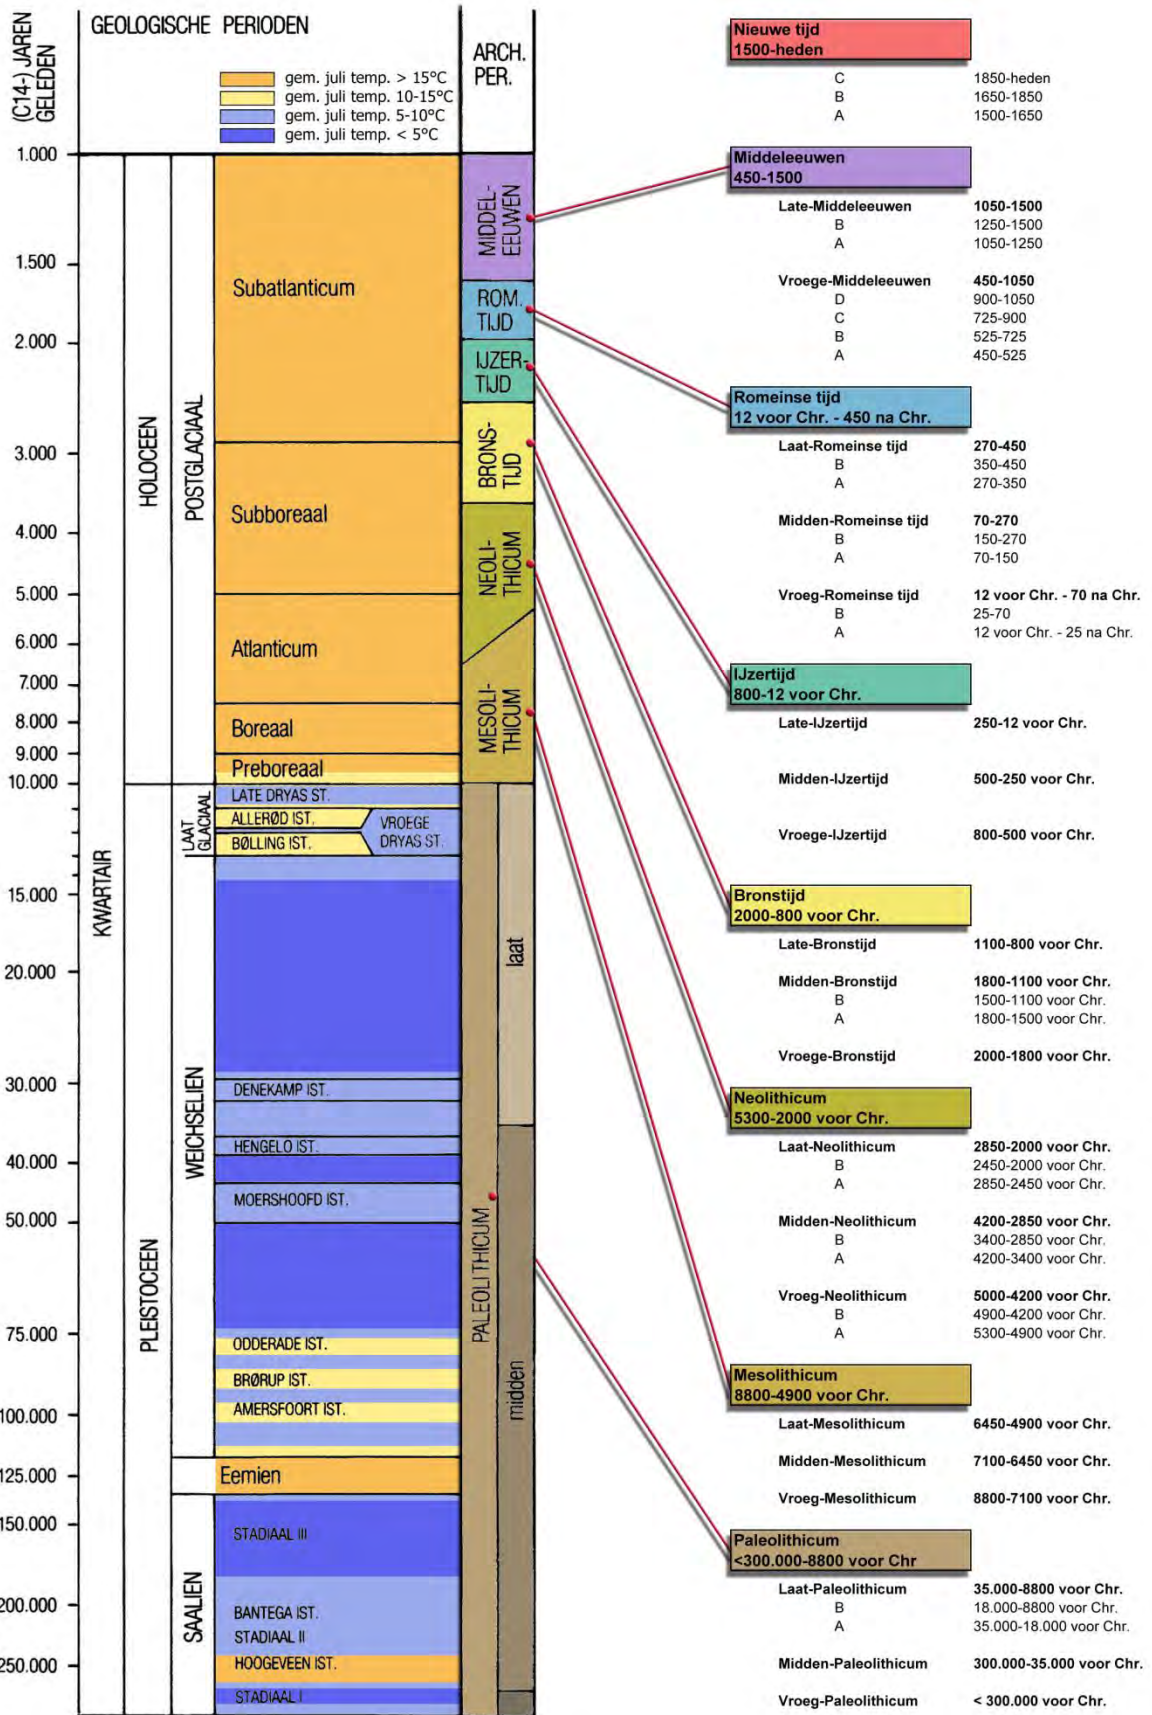 (C14-) JAREN
GELEDEN
GEOLOGISCHE PERIODEN
gem. juli temp. > 15°C
gem. juli temp. 10-15°C
gem. juli temp. 5-10°C
gem. juli temp. < 5°C
ARCH.
PER.
1.000
1.500
2.000
3.000
4.000
5.000
6.000
7.000
8.000
9.000
10.000
15.000
20.000
30.000
40.000
50.000
75.000
100.000
125.000
150.000
200.000
250.000
KWARTAIR
HOLOCEEN
PLEISTOCEEN
POSTGLACIAAL
LAAT
GLACIAAL
WEICHSELIEN
SAALIEN
Subatlanticum
Subboreaal
Atlanticum
Boreaal
Preboreaal
LATE DRYAS ST.
ALLERØD IST.
VROEGE
DRYAS ST.
BØLLING IST.
DENEKAMP IST.
HENGELO IST.
MOERSHOOFD IST.
ODDERADE IST.
BRØRUP IST.
AMERSFOORT IST.
Eemien
STADIAAL III
BANTEGA IST.
STADIAAL II
HOOGEVEEN IST.
STADIAAL I
MIDDEL-
EEUWEN
ROM.
TIJD
IJZER-
TIJD
BRONS-
TIJD
NEOLI-
THICUM
MESOLI-
THICUM
PALEOLITHICUM
laat
midden
Nieuwe tijd
1500-heden
C 1850-heden
B 1650-1850
A 1500-1650
Middeleeuwen
450-1500
Late-Middeleeuwen 1050-1500
B 1250-1500
A 1050-1250
Vroege-Middeleeuwen 450-1050
D 900-1050
C 725-900
B 525-725
A 450-525
Romeinse tijd
12 voor Chr. - 450 na Chr.
Laat-Romeinse tijd 270-450
B 350-450
A 270-350
Midden-Romeinse tijd 70-270
B 150-270
A 70-150
Vroeg-Romeinse tijd 12 voor Chr. - 70 na Chr.
B 25-70
A 12 voor Chr. - 25 na Chr.
IJzertijd
800-12 voor Chr.
Late-IJzertijd 250-12 voor Chr.
Midden-IJzertijd 500-250 voor Chr.
Vroege-IJzertijd 800-500 voor Chr.
Bronstijd
2000-800 voor Chr.
Late-Bronstijd 1100-800 voor Chr.
Midden-Bronstijd 1800-1100 voor Chr.
B 1500-1100 voor Chr.
A 1800-1500 voor Chr.
Vroege-Bronstijd 2000-1800 voor Chr.
Neolithicum
5300-2000 voor Chr.
Laat-Neolithicum 2850-2000 voor Chr.
B 2450-2000 voor Chr.
A 2850-2450 voor Chr.
Midden-Neolithicum 4200-2850 voor Chr.
B 3400-2850 voor Chr.
A 4200-3400 voor Chr.
Vroeg-Neolithicum 5000-4200 voor Chr.
B 4900-4200 voor Chr.
A 5300-4900 voor Chr.
Mesolithicum
8800-4900 voor Chr.
Laat-Mesolithicum 6450-4900 voor Chr.
Midden-Mesolithicum 7100-6450 voor Chr.
Vroeg-Mesolithicum 8800-7100 voor Chr.
Paleolithicum
<300.000-8800 voor Chr
Laat-Paleolithicum 35.000-8800 voor Chr.
B 18.000-8800 voor Chr.
A 35.000-18.000 voor Chr.
Midden-Paleolithicum 300.000-35.000 voor Chr.
Vroeg-Paleolithicum < 300.000 voor Chr.